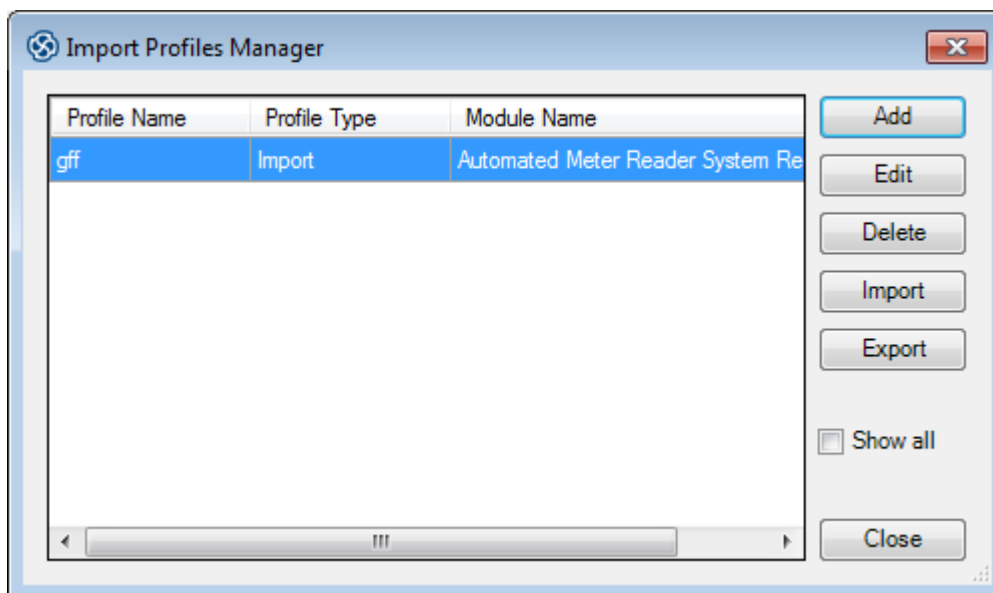 Import Profiles Manager
Profile Name Profile Type Module Name
gff Import Automated Meter Reader System Re
Add
Edit
Delete
Import
Export
Show all
Close